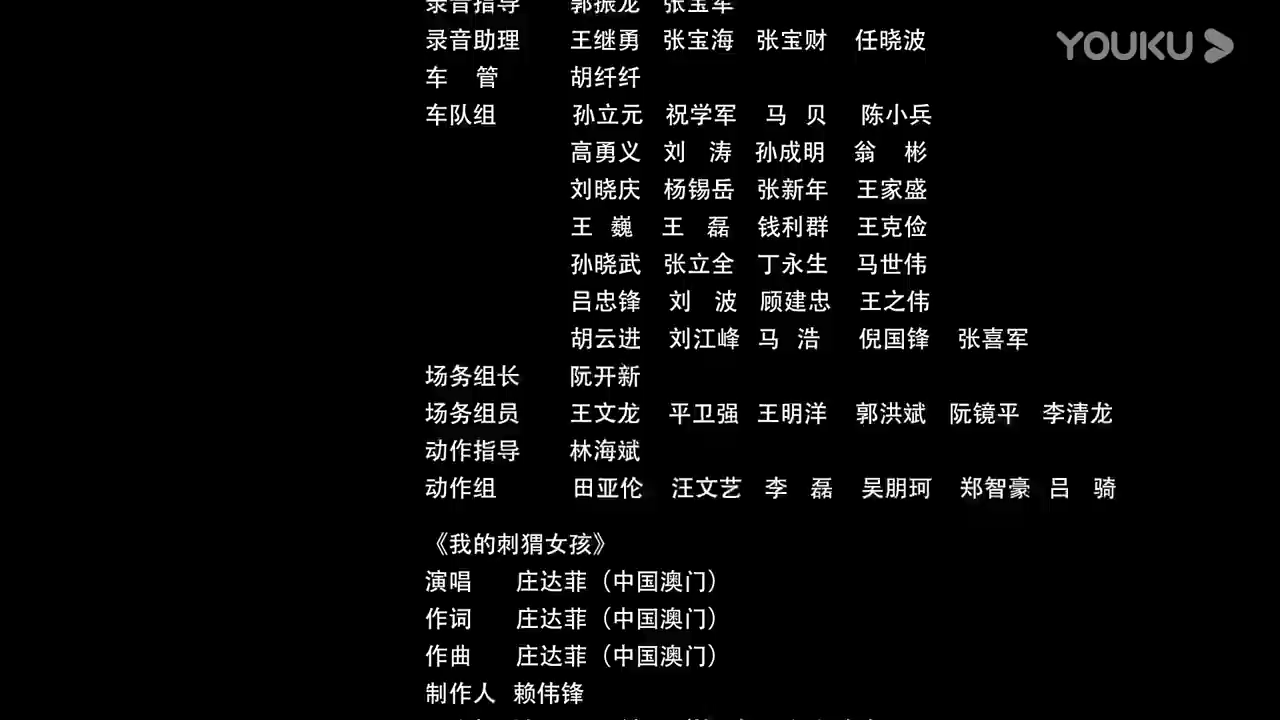 录音指导 郭振龙 张宝军
YOUKU
录音助理 王继勇 张宝海 张宝财 任晓波
车 管 胡纤纤
车队组 孙立元 祝学军 马 贝 陈小兵
高勇义 刘 涛 孙成明 翁 彬
刘晓庆 杨锡岳 张新年 王家盛
王 巍 王 磊 钱利群 王克俭
孙晓武 张立全 丁永生 马世伟
吕忠锋 刘 波 顾建忠 王之伟
胡云进 刘江峰 马 浩 倪国锋 张喜军
场务组长 阮开新
场务组员 王文龙 平卫强 王明洋 郭洪斌 阮镜平 李清龙
动作指导 林海斌
动作组 田亚伦 汪文艺 李 磊 吴朋珂 郑智豪 吕 骑
《我的刺猬女孩》
演唱 庄达菲（中国澳门）
作词 庄达菲（中国澳门）
作曲 庄达菲（中国澳门）
制作人 赖伟锋